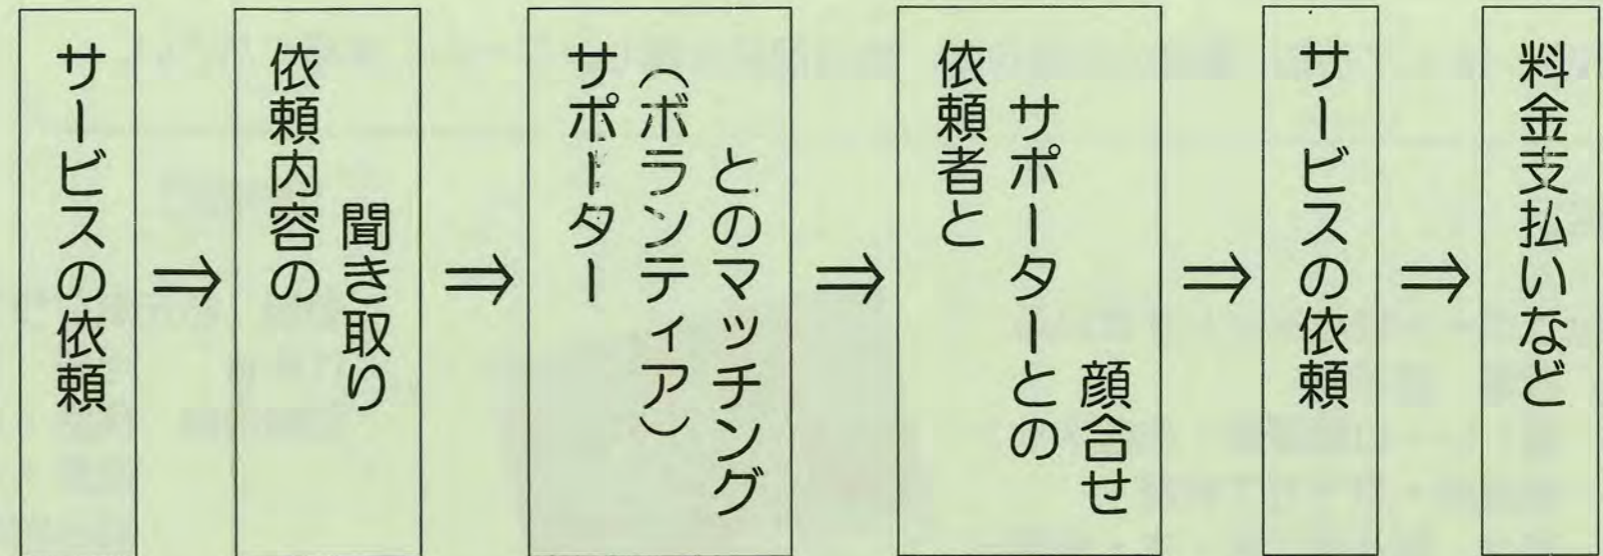 サービスの依頼
⇒
依頼内容の
聞き取り
⇒
サポーター
（ボランティア）
とのマッチング
⇒
依頼者と
サポーターとの
顔合せ
⇒
サービスの依頼
⇒
料金支払いなど